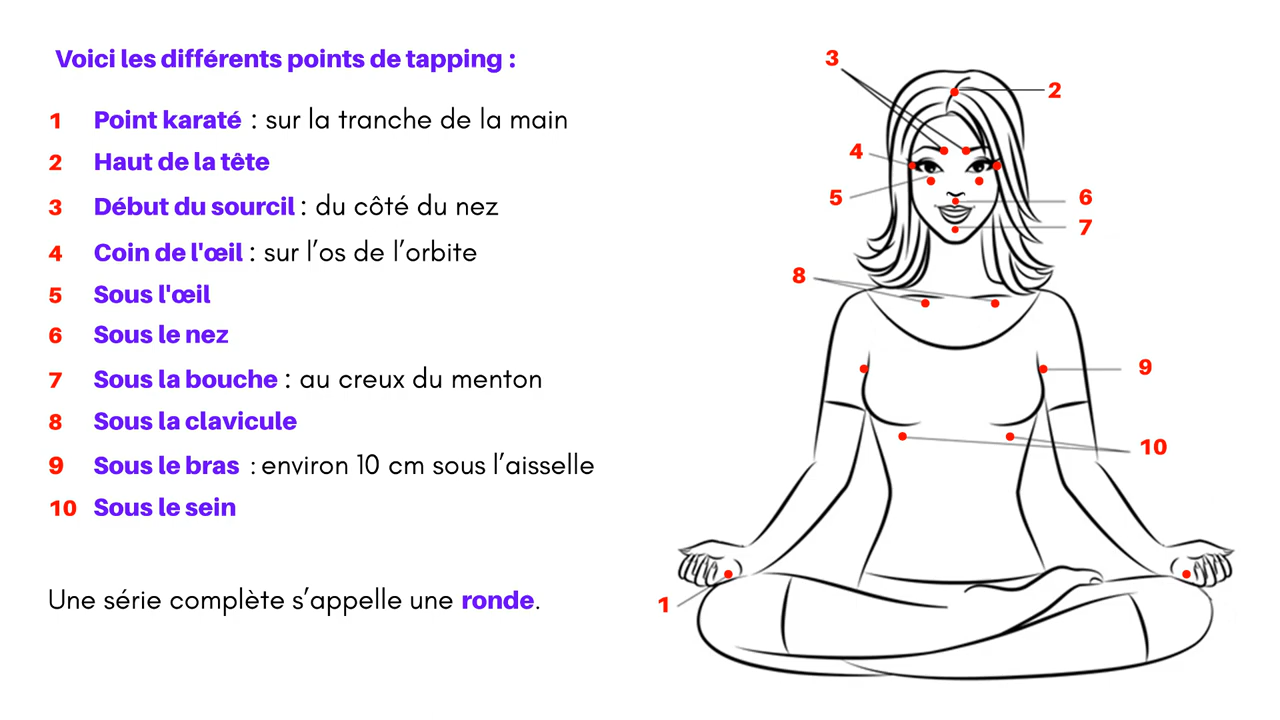 Voici les différents points de tapping :
1 Point karaté : sur la tranche de la main
2 Haut de la tête
3 Début du sourcil : du côté du nez
4 Coin de l'œil : sur l’os de l’orbite
5 Sous l'œil
6 Sous le nez
7 Sous la bouche : au creux du menton
8 Sous la clavicule
9 Sous le bras : environ 10 cm sous l’aisselle
10 Sous le sein
Une série complète s’appelle une ronde.
3
2
4
5
6
7
8
9
10
1